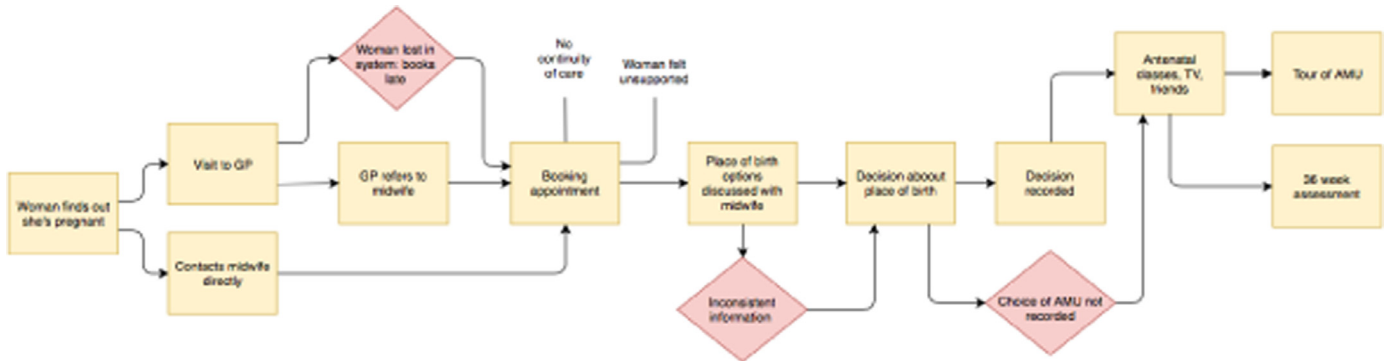 Woman finds out
she's pregnant
Visit to GP
Contacts midwife
directly
Woman lost in
system: books
late
GP refers to
midwife
No
continuity
of care
Woman felt
unsupported
Booking
appointment
Place of birth
options
discussed with
midwife
Inconsistent
information
Decision aboout
place of birth
Decision
recorded
Choice of AMU not
recorded
Antenatal
classes, TV,
friends
Tour of AMU
36 week
assessment